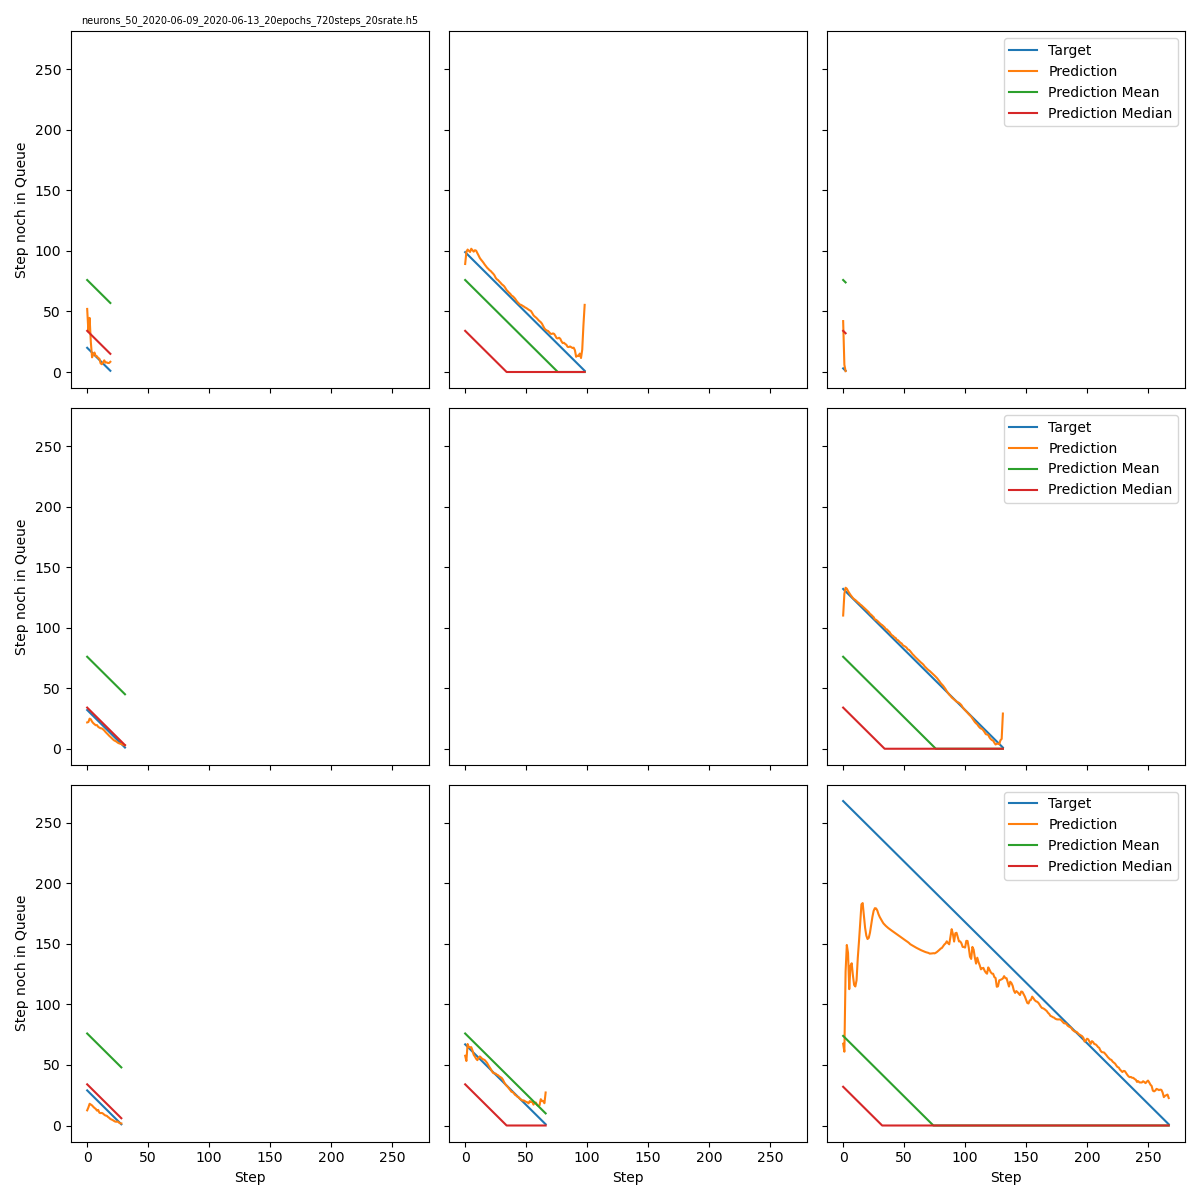 neurons_50_2020-06-09_2020-06-13_20epochs_720steps_20srate.h5
250
200
150
100
50
0
Step noch in Queue
Target
Prediction
Prediction Mean
Prediction Median
250
200
150
100
50
0
Step noch in Queue
Target
Prediction
Prediction Mean
Prediction Median
250
200
150
100
50
0
Step noch in Queue
Target
Prediction
Prediction Mean
Prediction Median
0 50 100 150 200 250
0 50 100 150 200 250
0 50 100 150 200 250
Step
Step
Step